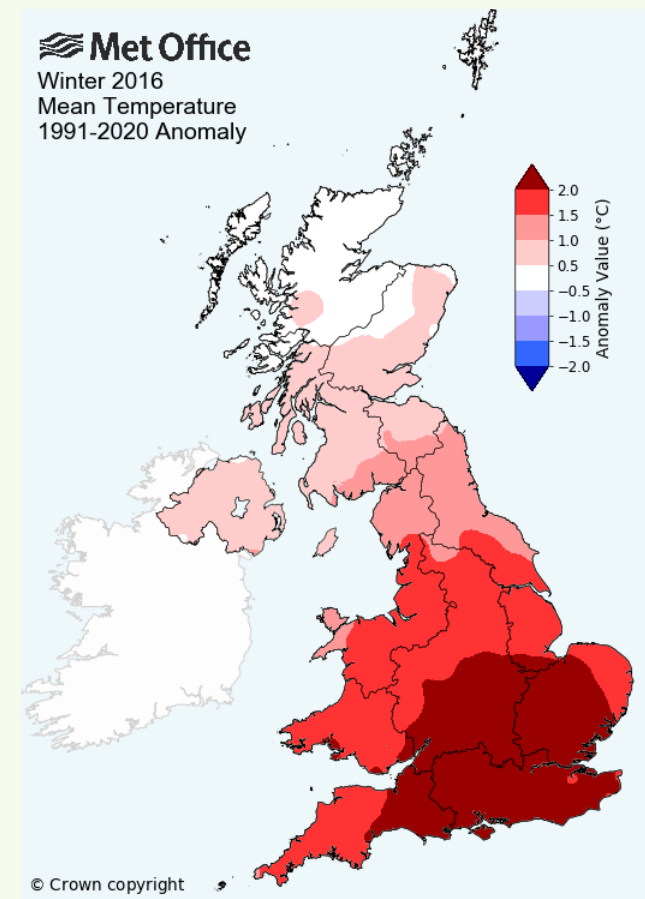 Met Office
Winter 2016
Mean Temperature
1991-2020 Anomaly
2.0
1.5
1.0
0.5
−0.5
−1.0
−1.5
−2.0
Anomaly Value (°C)
© Crown copyright